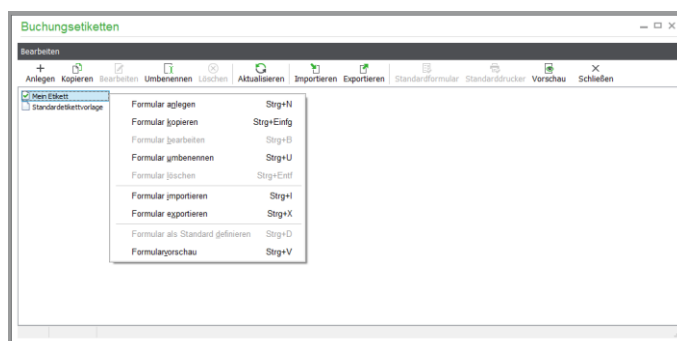 Buchungsetiketten
Bearbeiten
Anlegen Kopieren Bearbeiten Umbenennen Löschen Aktualisieren Importieren Exportieren Standardformular Standarddrucker Vorschau Schließen
Mein Etikett
Standardetikettvorlage
Formular anlegen Strg+N
Formular kopieren Strg+Einfg
Formular bearbeiten Strg+B
Formular umbenennen Strg+U
Formular löschen Strg+Entf
Formular importieren Strg+I
Formular exportieren Strg+X
Formular als Standard definieren Strg+D
Formularvorschau Strg+V